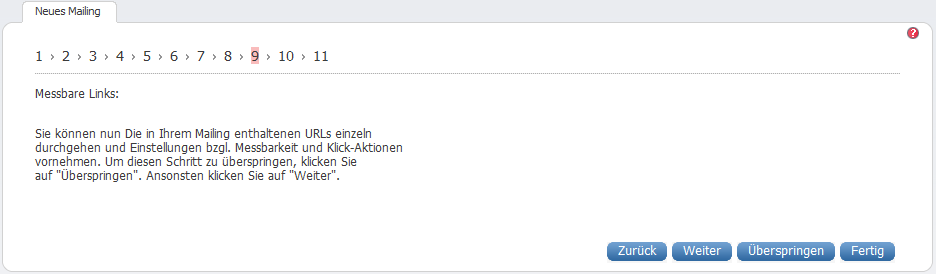 Neues Mailing
?
1 › 2 › 3 › 4 › 5 › 6 › 7 › 8 › 9 › 10 › 11
Messbare Links:
Sie können nun Die in Ihrem Mailing enthaltenen URLs einzeln
durchgehen und Einstellungen bzgl. Messbarkeit und Klick-Aktionen
vornehmen. Um diesen Schritt zu überspringen, klicken Sie
auf "Überspringen". Ansonsten klicken Sie auf "Weiter".
Zurück Weiter Überspringen Fertig